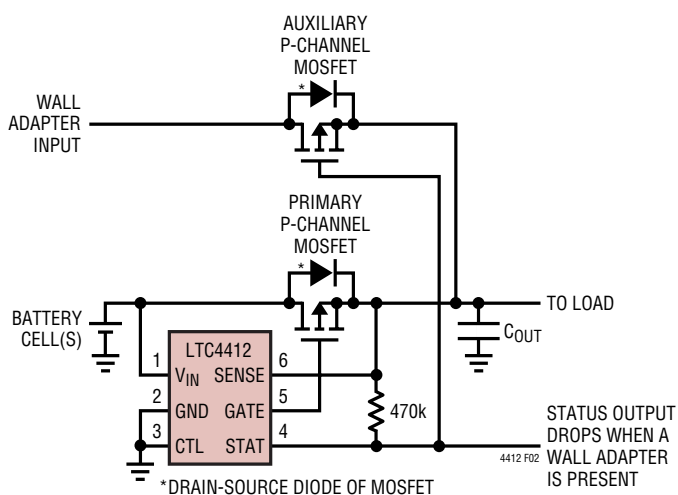 AUXILIARY
P-CHANNEL
MOSFET
*
WALL
ADAPTER
INPUT
PRIMARY
P-CHANNEL
MOSFET
*
TO LOAD
BATTERY
CELL(S)
COUT
LTC4412
1
VIN
SENSE
6
2
GND
GATE
5
3
CTL
STAT
4
470k
STATUS OUTPUT
DROPS WHEN A
WALL ADAPTER
IS PRESENT
4412 F02
*DRAIN-SOURCE DIODE OF MOSFET